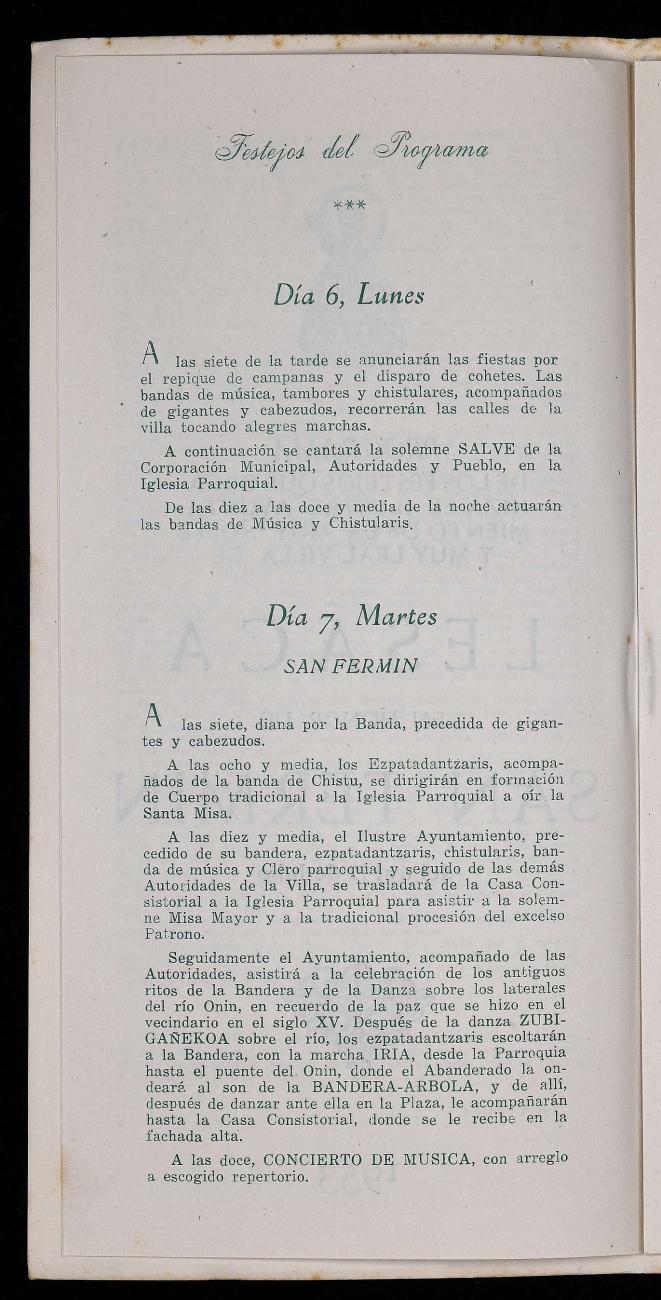 Festejos del Programa
***
Día 6, Lunes
A las siete de la tarde se anunciarán las fiestas por
el repique de campanas y el disparo de cohetes. Las
bandas de música, tambores y chistulares, acompañados
de gigantes y cabezudos, recorrerán las calles de la
villa tocando alegres marchas.
A continuación se cantará la solemne SALVE de la
Corporación Municipal, Autoridades y Pueblo, en la
Iglesia Parroquial.
De las diez a las doce y media de la noche actuarán
las bandas de Música y Chistularis.
Día 7, Martes
SAN FERMIN
A las siete, diana por la Banda, precedida de gigan-
tes y cabezudos.
A las ocho y media, los Ezpatadantzaris, acompa-
ñados de la banda de Chistu, se dirigirán en formación
de Cuerpo tradicional a la Iglesia Parroquial a oír la
Santa Misa.
A las diez y media, el Ilustre Ayuntamiento, pre-
cedido de su bandera, ezpatadantzaris, chistularis, ban-
da de música y Clero parroquial y seguido de las demás
Autoridades de la Villa, se trasladará de la Casa Con-
sistorial a la Iglesia Parroquial para asistir a la solem-
ne Misa Mayor y a la tradicional procesión del excelso
Patrono.
Seguidamente el Ayuntamiento, acompañado de las
Autoridades, asistirá a la celebración de los antiguos
ritos de la Bandera y de la Danza sobre los laterales
del río Onin, en recuerdo de la paz que se hizo en el
vecindario en el siglo XV. Después de la danza ZUBI-
GAÑEKOA sobre el río, los ezpatadantzaris escoltarán
a la Bandera, con la marcha IRIA, desde la Parroquia
hasta el puente del Onin, donde el Abanderado la on-
deará al son de la BANDERA-ARBOLA, y de allí,
después de danzar ante ella en la Plaza, le acompañarán
hasta la Casa Consistorial, donde se le recibe en la
fachada alta.
A las doce, CONCIERTO DE MUSICA, con arreglo
a escogido repertorio.